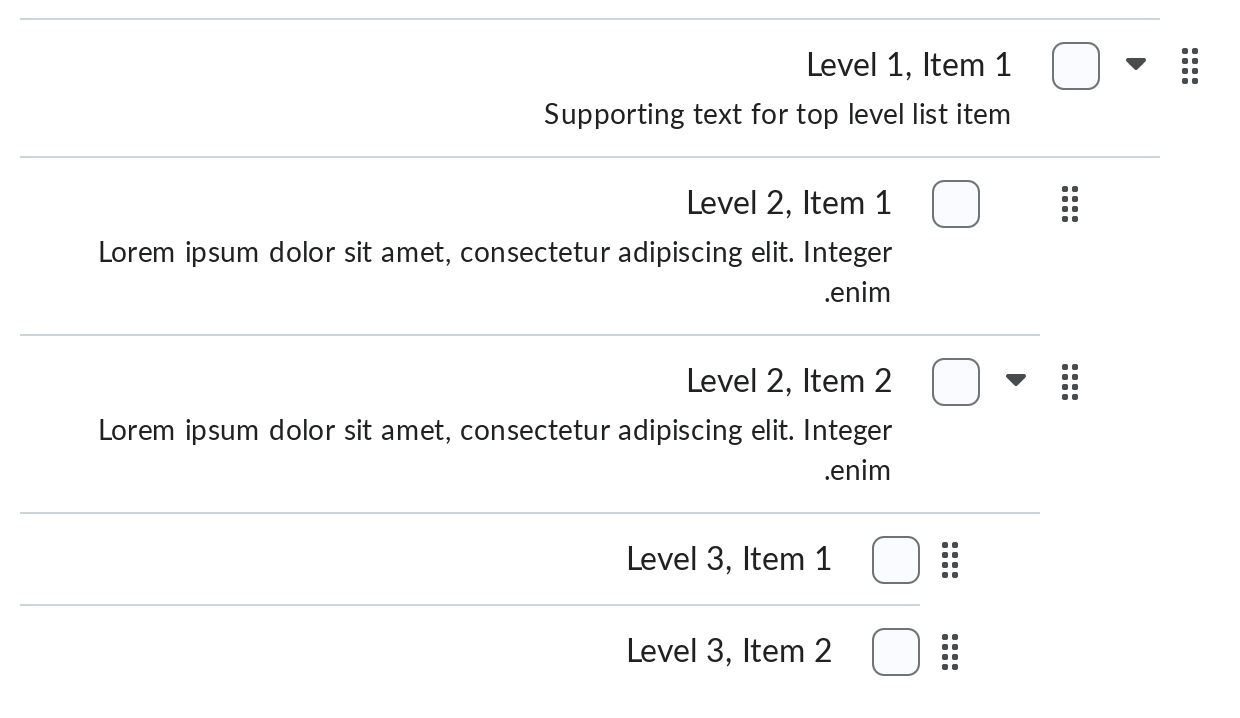 Level 1, Item 1
Supporting text for top level list item
Level 2, Item 1
Lorem ipsum dolor sit amet, consectetur adipiscing elit. Integer
.enim
Level 2, Item 2
Lorem ipsum dolor sit amet, consectetur adipiscing elit. Integer
.enim
Level 3, Item 1
Level 3, Item 2